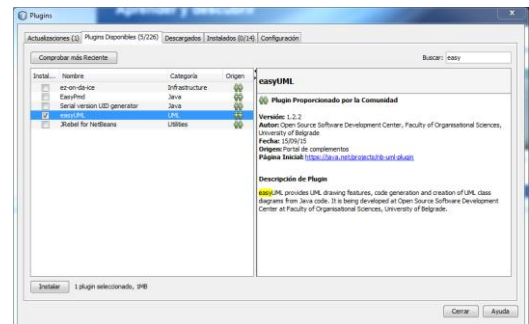 Plugins
Actualizaciones (1) Plugins Disponibles (5/226) Descargados Instalados (0/14) Configuración
Comprobar más Reciente
Buscar: easy
Instal... Nombre Categoría Origen
ez-on-da-ice Infrastructure
EasyPmd Java
Serial version UID generator Java
easyUML UML
JRebel for NetBeans Utilities
easyUML
Plugin Proporcionado por la Comunidad
Versión: 1.2.2
Autor: Open Source Software Development Center, Faculty of Organisational Sciences,
University of Belgrade
Fecha: 15/09/15
Origen: Portal de complementos
Página Inicial: https://java.net/projects/nb-uml-plugin
Descripción de Plugin
easyUML provides UML drawing features, code generation and creation of UML class
diagrams from Java code. It is being developed at Open Source Software Development
Center at Faculty of Organisational Sciences, University of Belgrade.
Instalar 1 plugin seleccionado, 1MB
Cerrar Ayuda